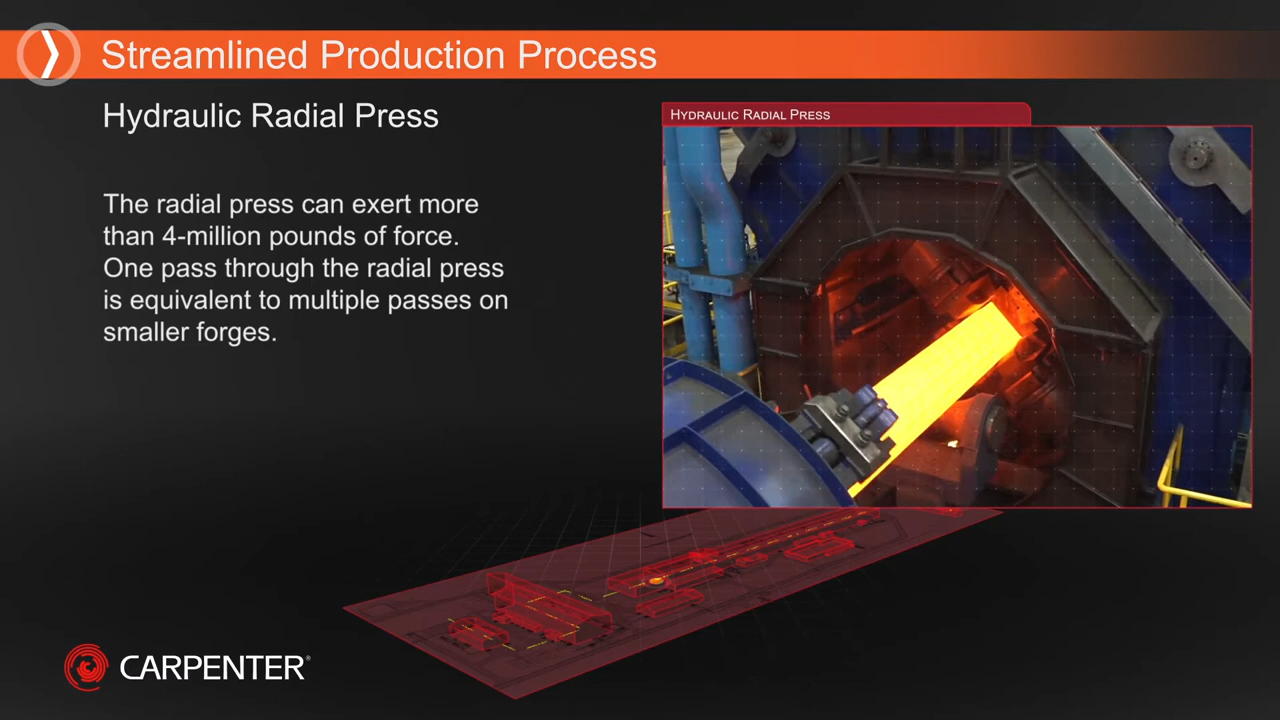 Streamlined Production Process
Hydraulic Radial Press
HYDRAULIC RADIAL PRESS
The radial press can exert more
than 4-million pounds of force.
One pass through the radial press
is equivalent to multiple passes on
smaller forges.
CARPENTER®